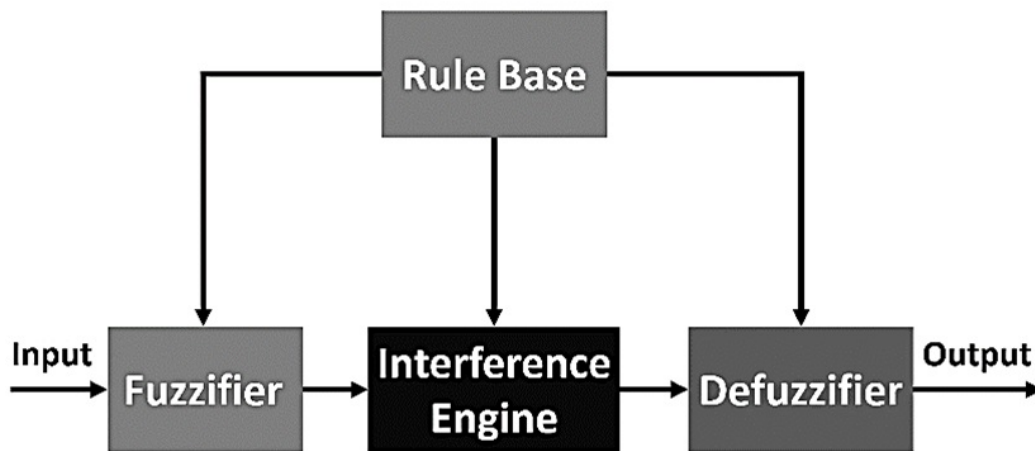 Rule Base
Input
Fuzzifier
Interference
Engine
Defuzzifier
Output